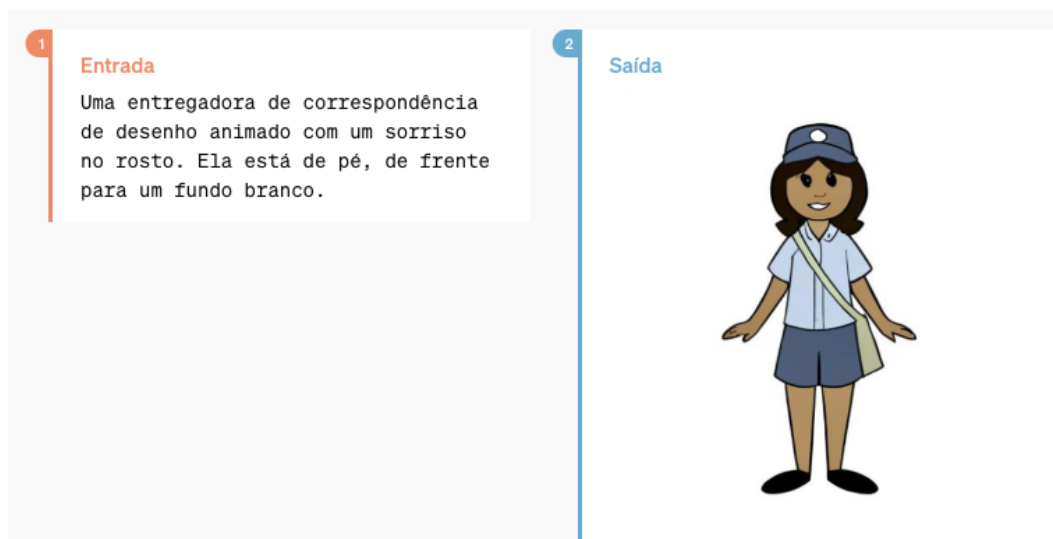 1
Entrada
Uma entregadora de correspondência
de desenho animado com um sorriso
no rosto. Ela está de pé, de frente
para um fundo branco.
2
Saída